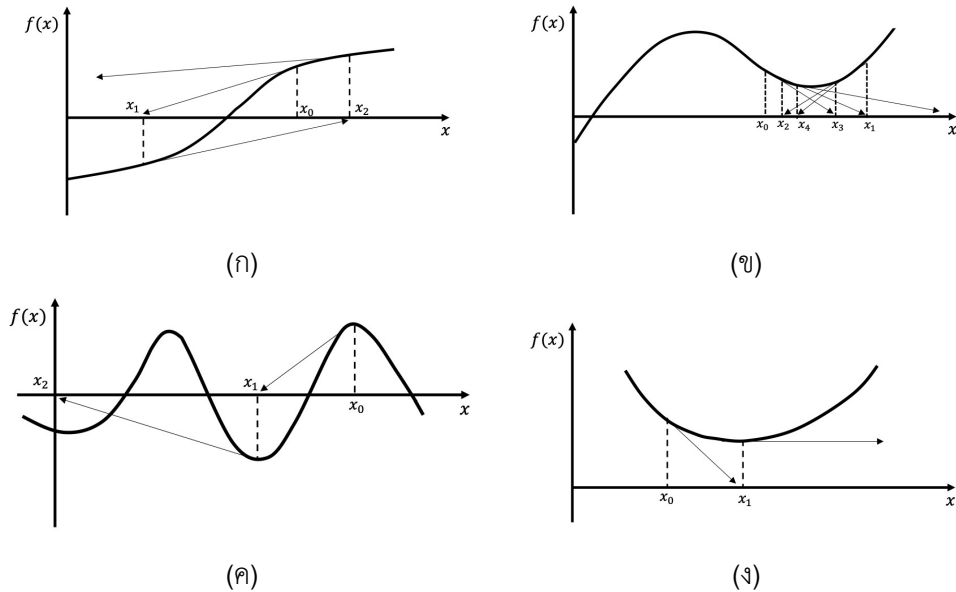 f(x)
x₁ x₀ x₂ x
(ก)
f(x)
x₀ x₂ x₄ x₃ x₁ x
(ข)
f(x)
x₂ x₁ x₀ x
(ค)
f(x)
x₀ x₁ x
(ง)